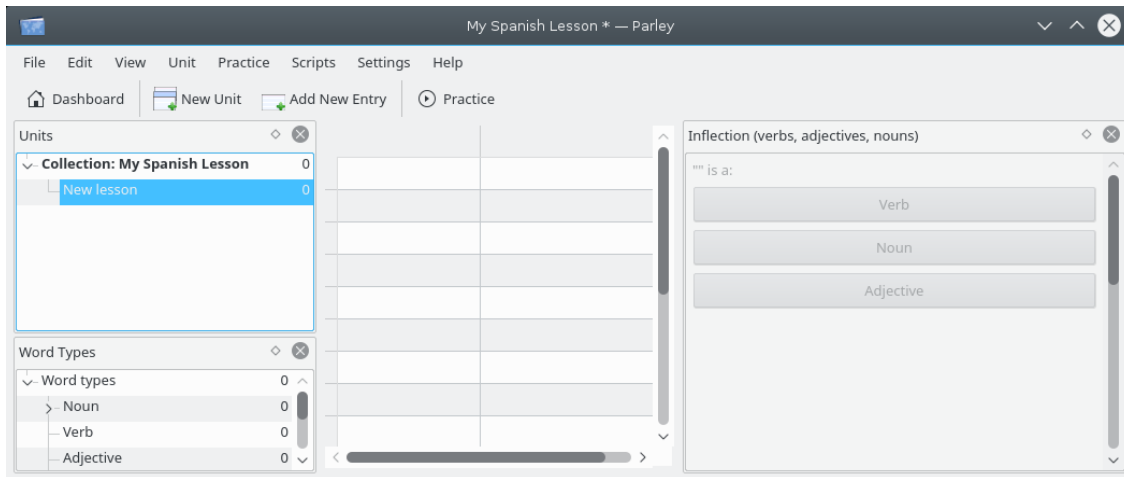 My Spanish Lesson * — Parley
File Edit View Unit Practice Scripts Settings Help
Dashboard New Unit Add New Entry Practice
Units
Collection: My Spanish Lesson 0
New lesson 0
Word Types
Word types 0
Noun 0
Verb 0
Adjective 0
Inflection (verbs, adjectives, nouns)
"" is a:
Verb
Noun
Adjective